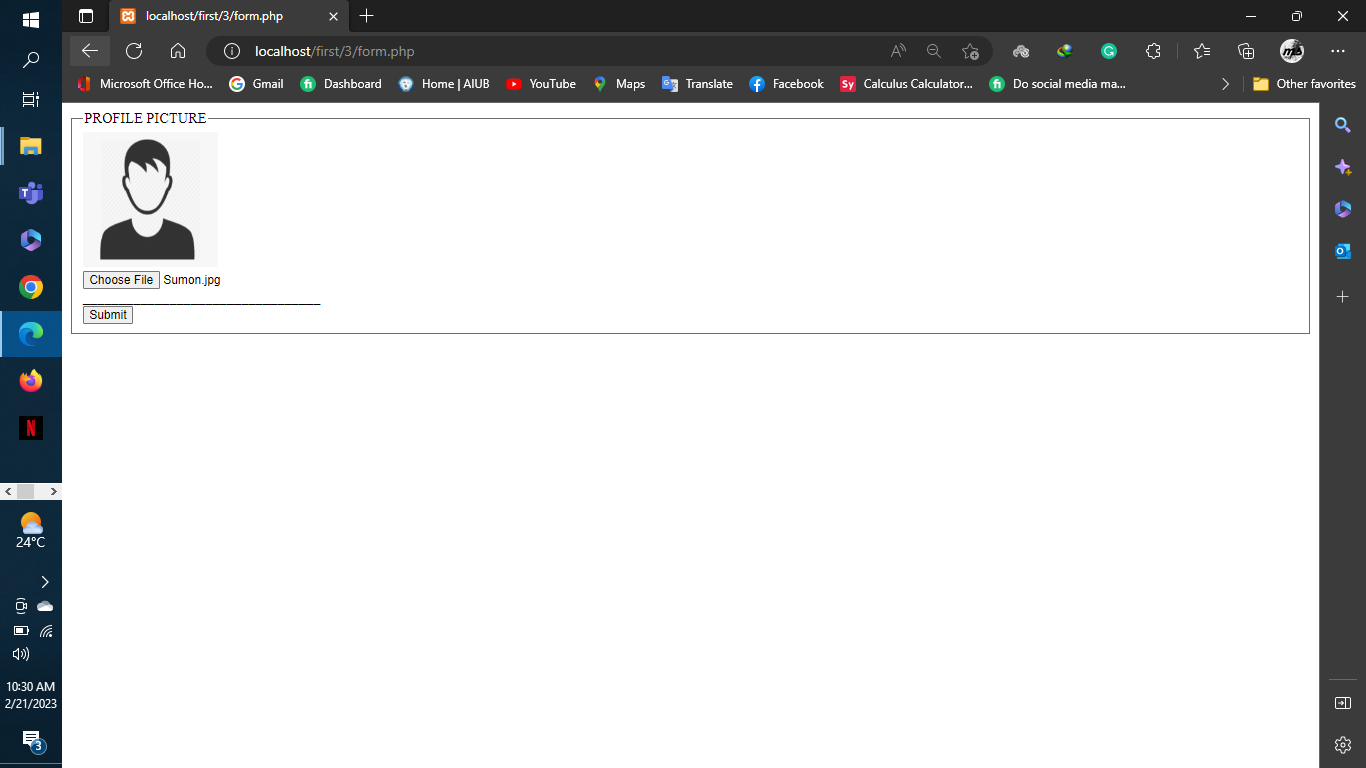 localhost/first/3/form.php
localhost/first/3/form.php
Microsoft Office Ho... Gmail Dashboard Home | AIUB YouTube Maps Translate Facebook Sy Calculus Calculator... Do social media ma... Other favorites
PROFILE PICTURE
Choose File Sumon.jpg
Submit
24°C
10:30 AM
2/21/2023
3